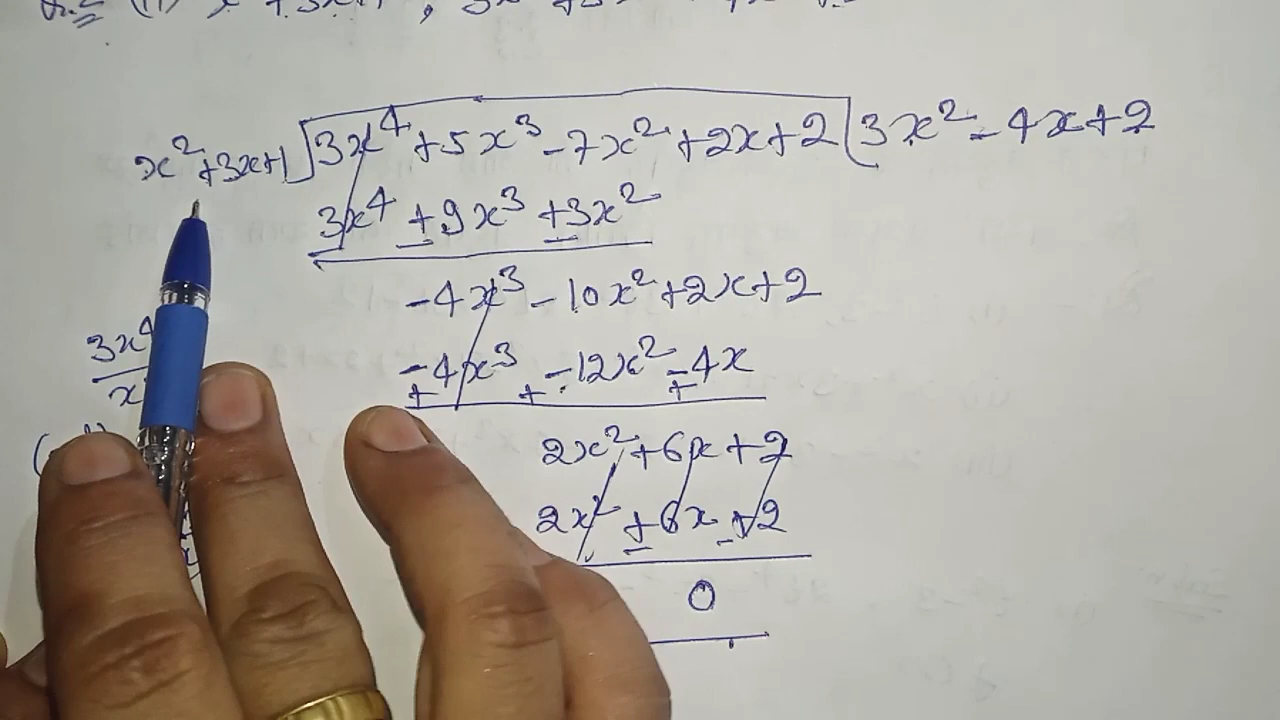 x²+3x+1 ) 3x⁴+5x³-7x²+2x+2 ( 3x²-4x+2
3x⁴+9x³+3x²
- -
-4x³-10x²+2x+2
-4x³-12x²-4x
+ + +
2x²+6x+2
2x²+6x+2
- -
0
3x⁴